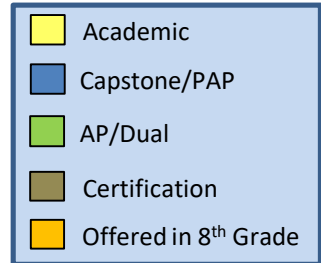 Academic
Capstone/PAP
AP/Dual
Certification
Offered in 8th Grade